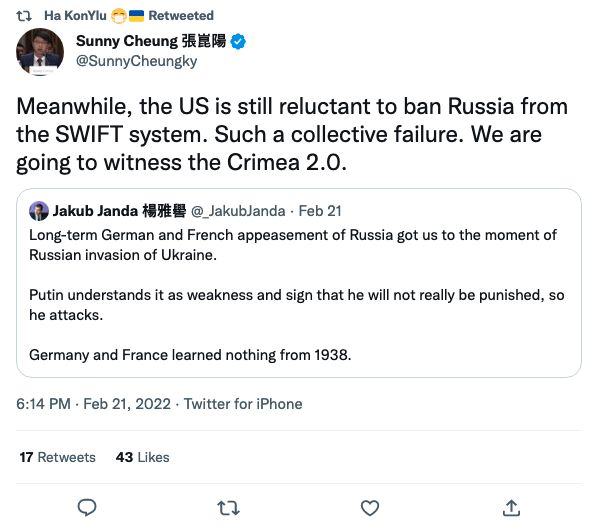 Ha KonYlu 😷🇺🇦 Retweeted
Sunny Cheung 張崑陽
@SunnyCheungky
Meanwhile, the US is still reluctant to ban Russia from
the SWIFT system. Such a collective failure. We are
going to witness the Crimea 2.0.
Jakub Janda 楊雅嚳 @_JakubJanda · Feb 21
Long-term German and French appeasement of Russia got us to the moment of
Russian invasion of Ukraine.
Putin understands it as weakness and sign that he will not really be punished, so
he attacks.
Germany and France learned nothing from 1938.
6:14 PM · Feb 21, 2022 · Twitter for iPhone
17 Retweets 43 Likes